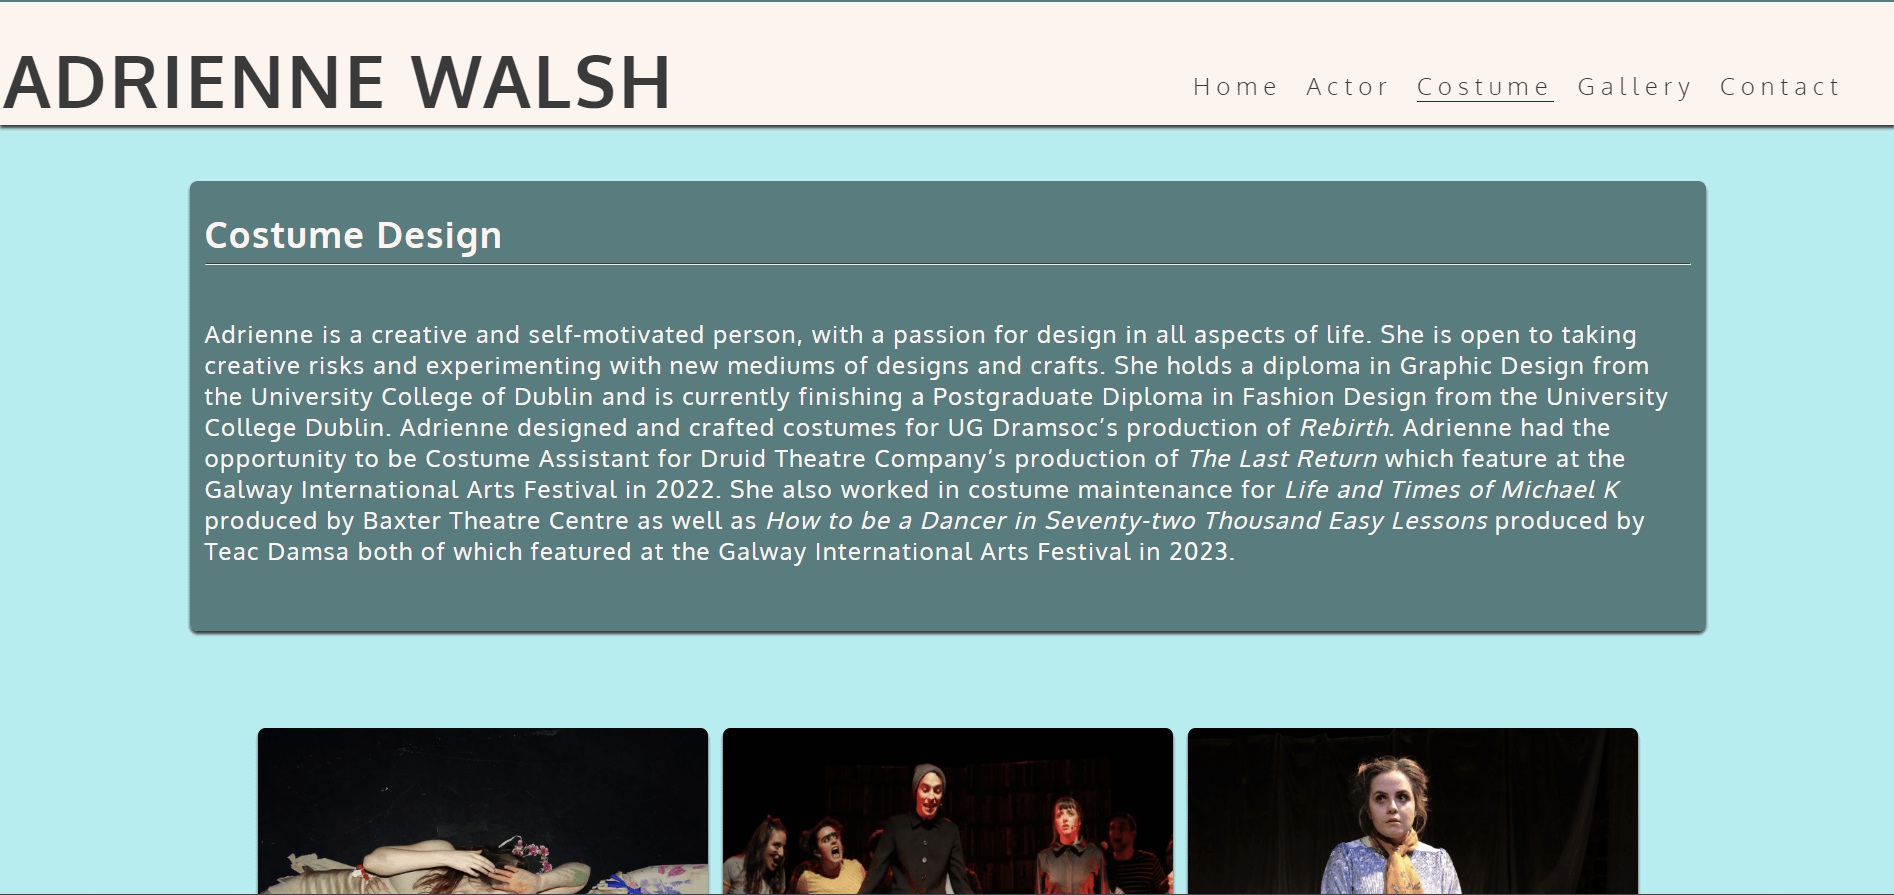 ADRIENNE WALSH
Home Actor Costume Gallery Contact
Costume Design
Adrienne is a creative and self-motivated person, with a passion for design in all aspects of life. She is open to taking
creative risks and experimenting with new mediums of designs and crafts. She holds a diploma in Graphic Design from
the University College of Dublin and is currently finishing a Postgraduate Diploma in Fashion Design from the University
College Dublin. Adrienne designed and crafted costumes for UG Dramsoc’s production of Rebirth. Adrienne had the
opportunity to be Costume Assistant for Druid Theatre Company’s production of The Last Return which feature at the
Galway International Arts Festival in 2022. She also worked in costume maintenance for Life and Times of Michael K
produced by Baxter Theatre Centre as well as How to be a Dancer in Seventy-two Thousand Easy Lessons produced by
Teac Damsa both of which featured at the Galway International Arts Festival in 2023.